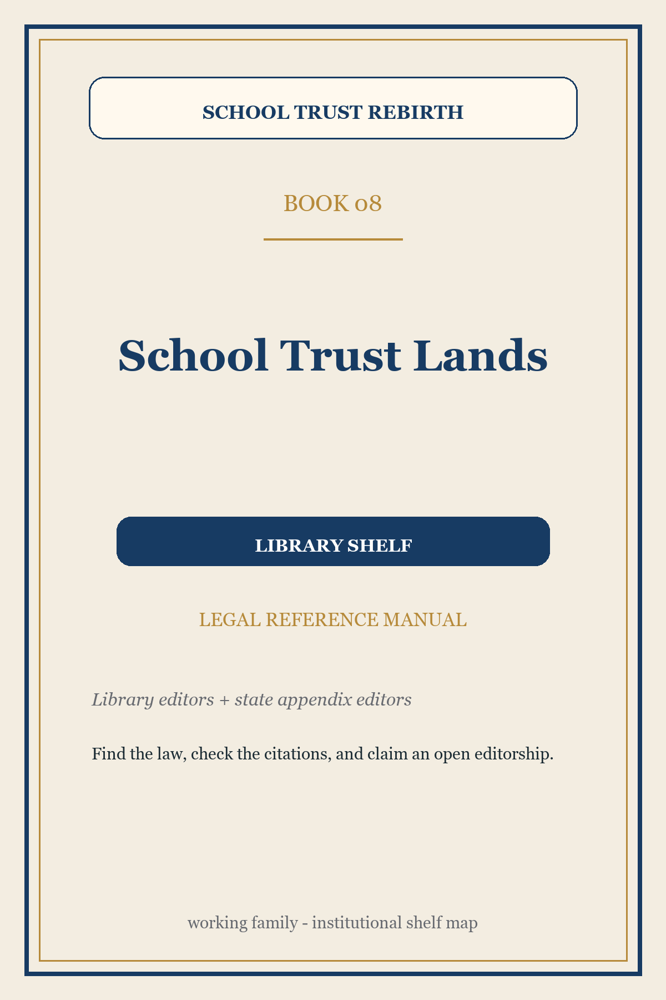 SCHOOL TRUST REBIRTH
BOOK 08
School Trust Lands
LIBRARY SHELF
LEGAL REFERENCE MANUAL
Library editors + state appendix editors
Find the law, check the citations, and claim an open editorship.
working family - institutional shelf map